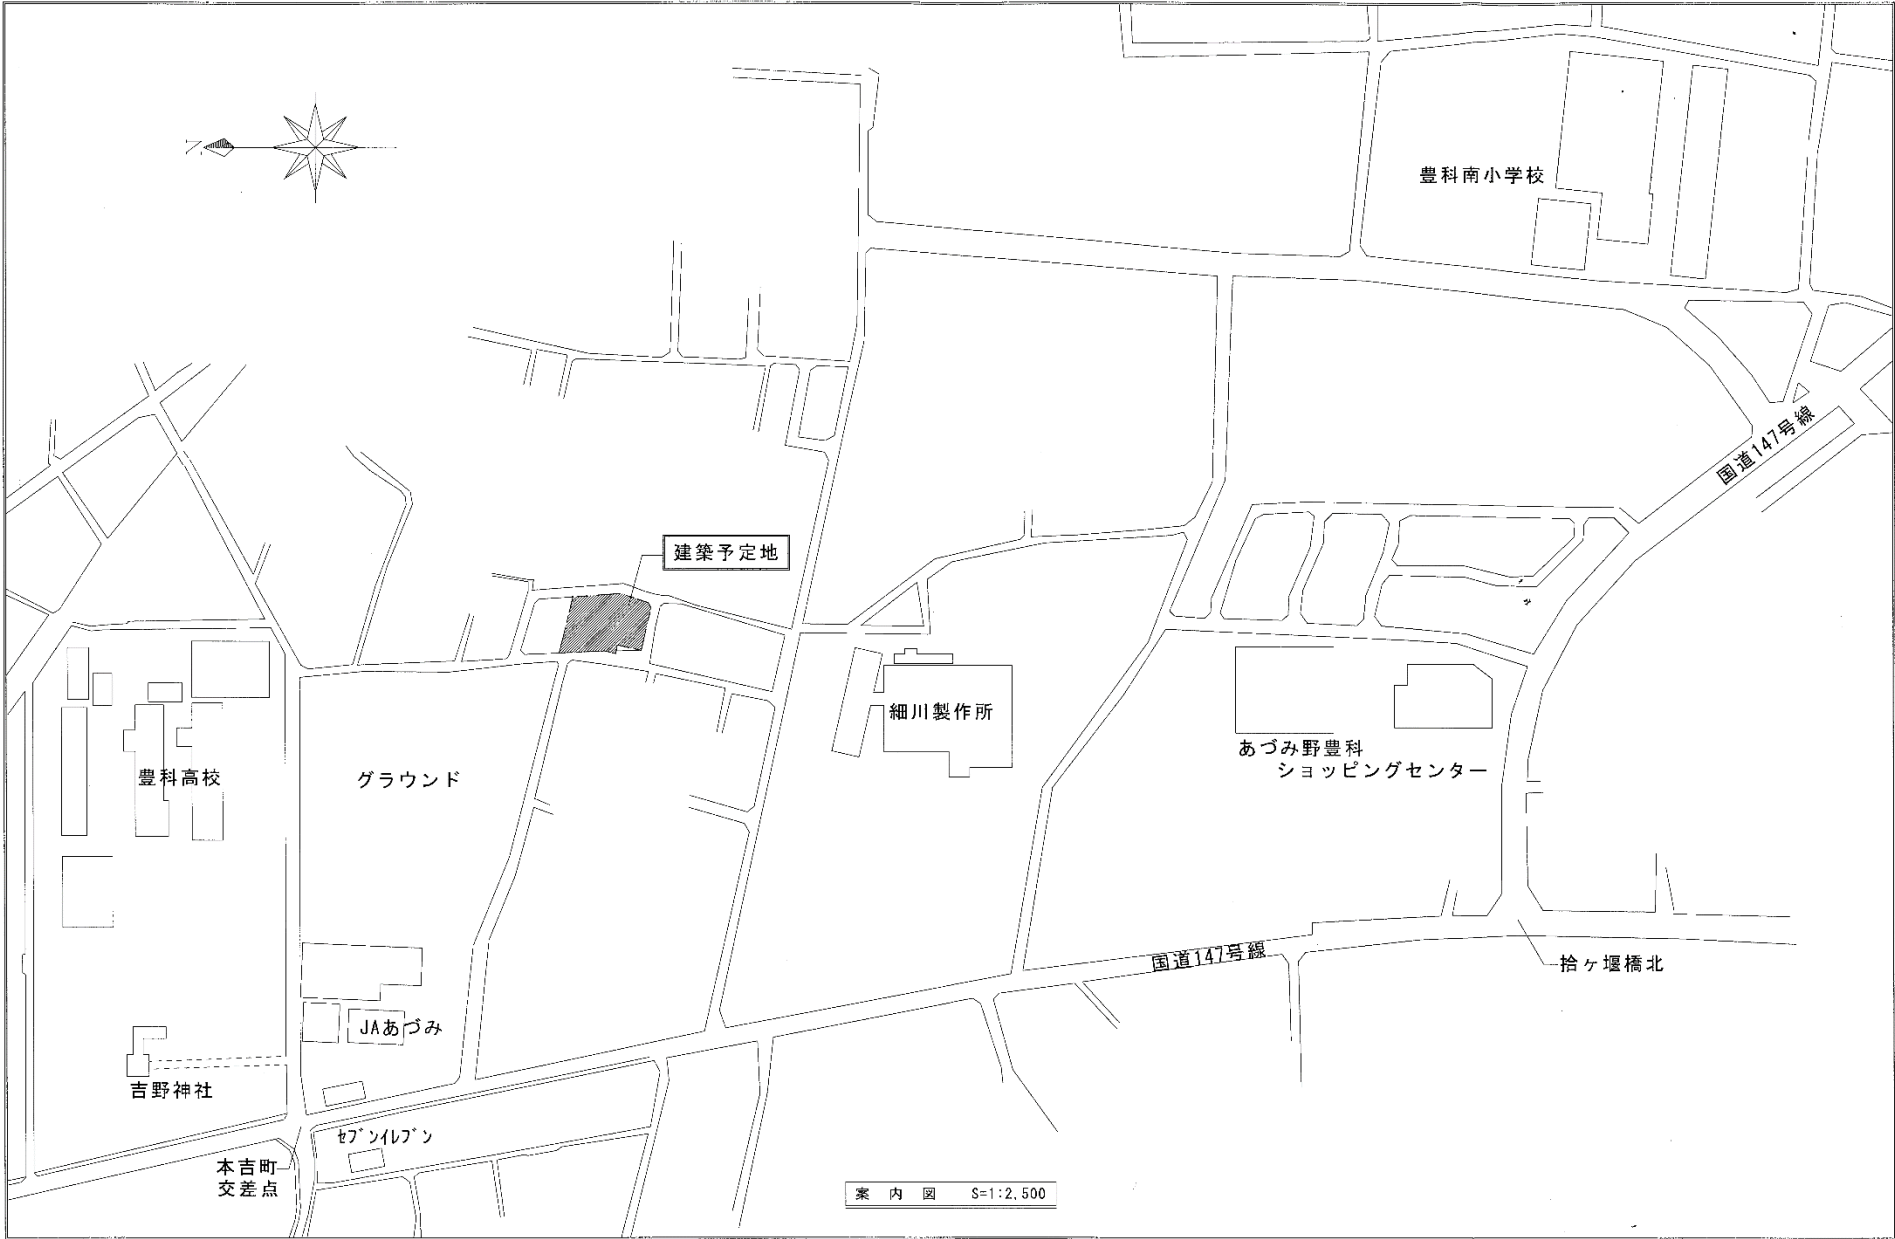 N
豊科南小学校
国道147号線
建築予定地
細川製作所
あづみ野豊科
ショッピングセンター
豊科高校
グラウンド
国道147号線
拾ヶ堰橋北
JAあづみ
吉野神社
ｾﾌﾞﾝｲﾚﾌﾞﾝ
本吉町
交差点
案 内 図 S=1:2,500